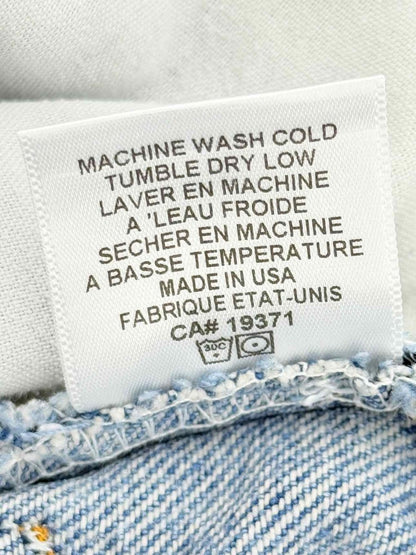 MACHINE WASH COLD
TUMBLE DRY LOW
LAVER EN MACHINE
A 'LEAU FROIDE
SECHER EN MACHINE
A BASSE TEMPERATURE
MADE IN USA
FABRIQUE ETAT-UNIS
CA# 19371
30C